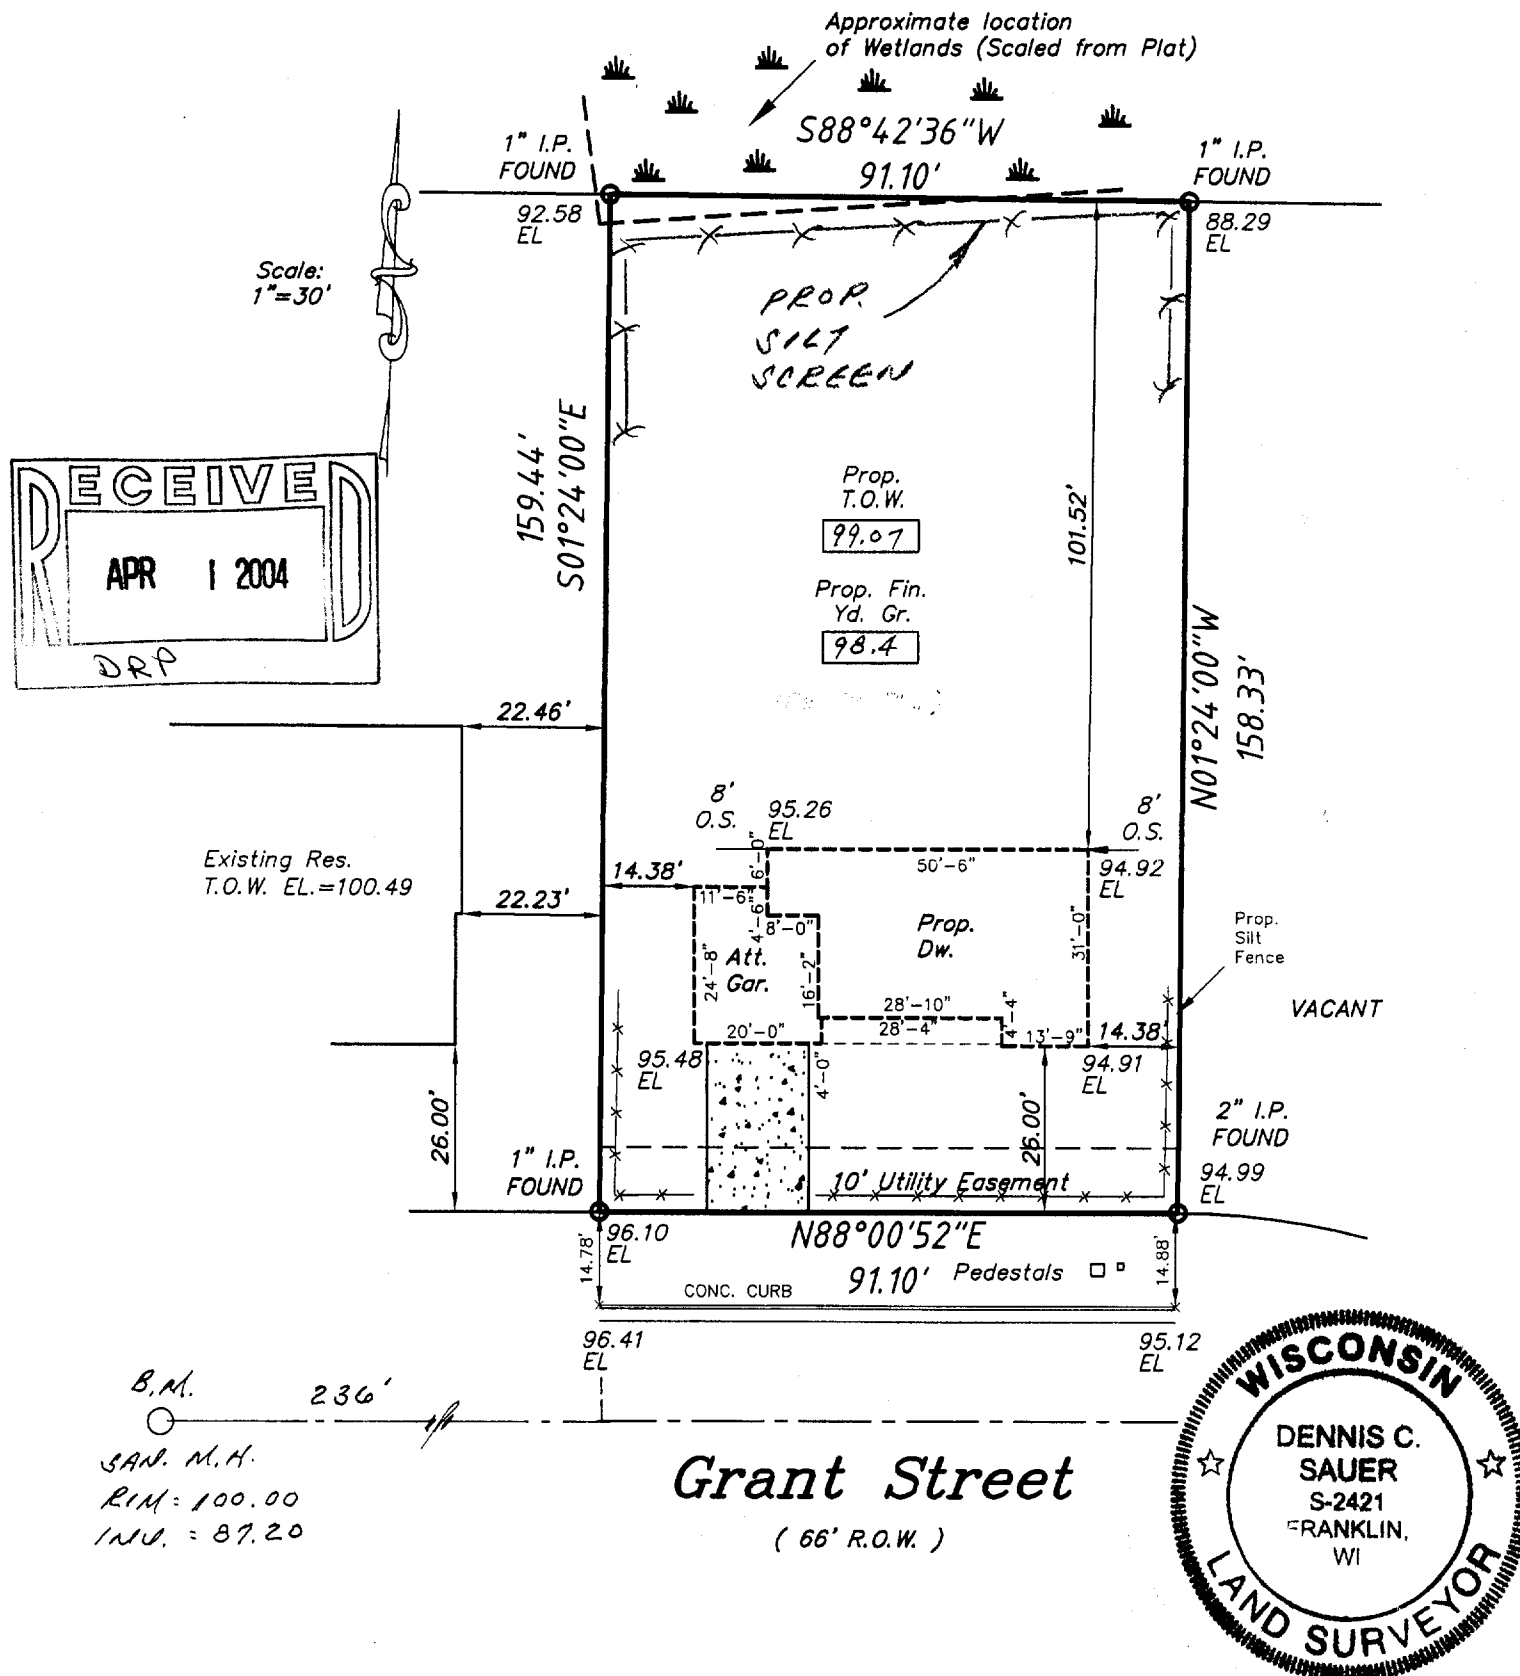 Approximate location
of Wetlands (Scaled from Plat)
S88°42'36"W
91.10'
1" I.P.
FOUND
1" I.P.
FOUND
92.58
EL
88.29
EL
Scale:
1"=30'
PROP.
SILT
SCREEN
159.44'
S01°24'00"E
RECEIVED
APR 1 2004
DRP
Prop.
T.O.W.
99.07
Prop. Fin.
Yd. Gr.
98.4
101.52'
N01°24'00"W
158.33'
22.46'
8'
O.S.
95.26
EL
8'
O.S.
6'-0"
50'-6"
94.92
EL
Existing Res.
T.O.W. EL.=100.49
14.38'
22.23'
11'-6"
4'-6"
8'-0"
Att.
Gar.
24'-8"
16'-2"
Prop.
Dw.
31'-0"
Prop.
Silt
Fence
VACANT
28'-10"
28'-4"
4'-4"
20'-0"
13'-9"
14.38'
95.48
EL
4'-0"
94.91
EL
26.00'
26.00'
1" I.P.
FOUND
2" I.P.
FOUND
10' Utility Easement
94.99
EL
96.10
EL
N88°00'52"E
91.10'
14.78'
14.88'
Pedestals
CONC. CURB
96.41
EL
95.12
EL
B.M.
236'
SAN. M.H.
RIM: 100.00
INV. = 87.20
Grant Street
( 66' R.O.W. )
WISCONSIN
DENNIS C.
SAUER
S-2421
FRANKLIN,
WI
LAND SURVEYOR